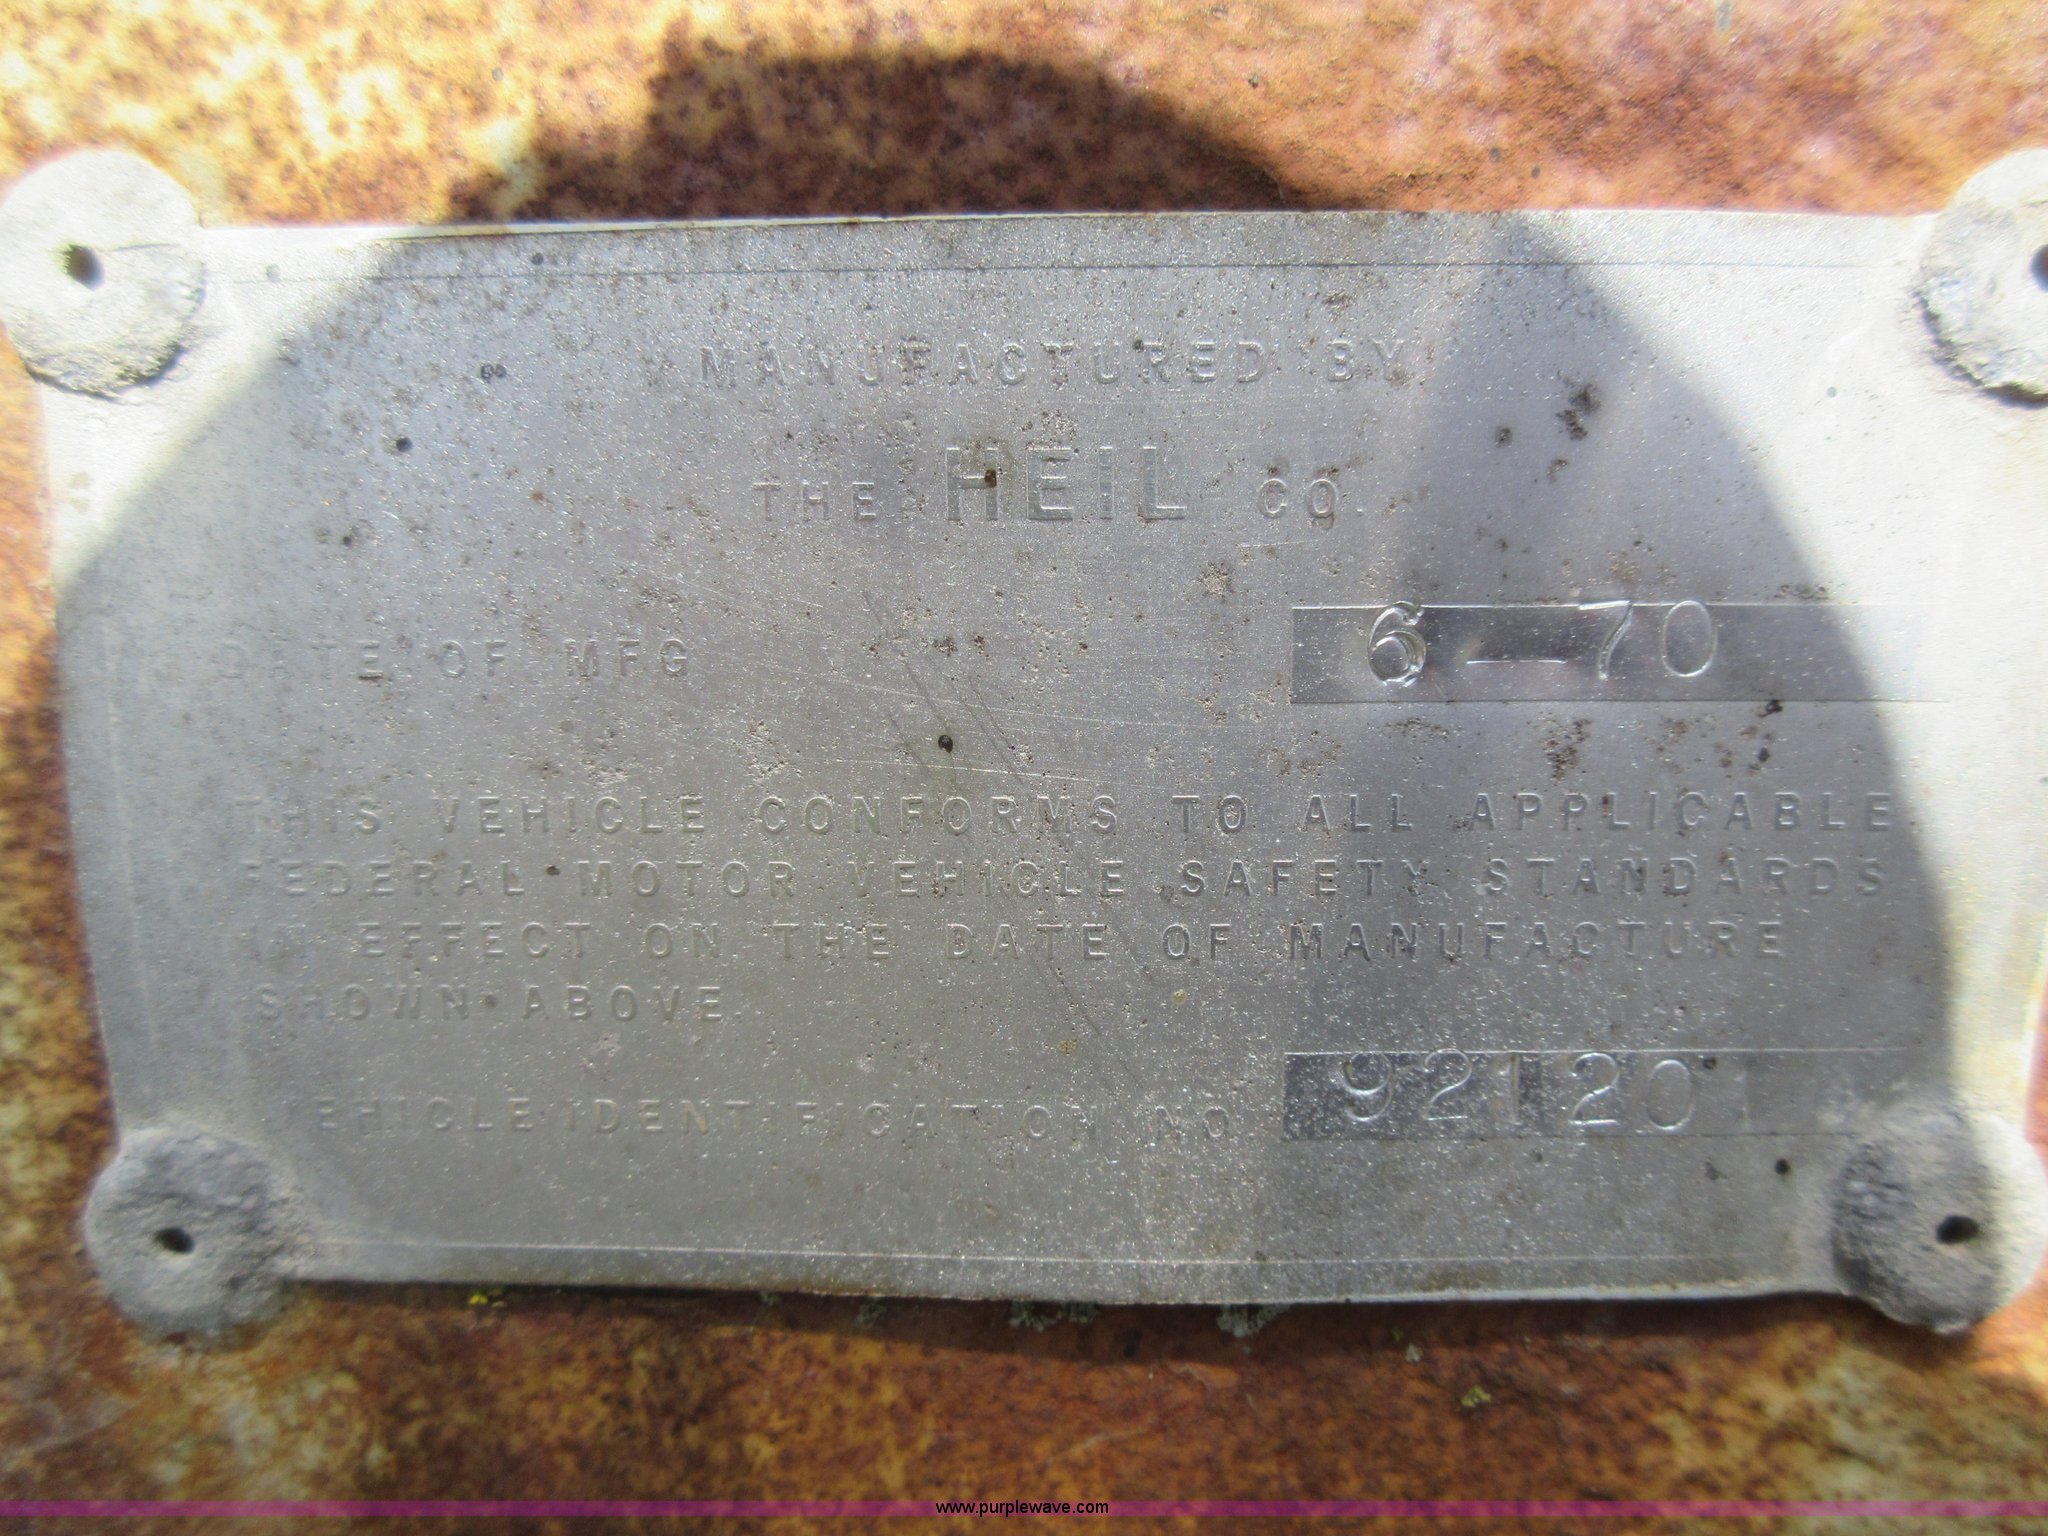 MANUFACTURED BY
THE HEIL CO.
DATE OF MFG 6-70
THIS VEHICLE CONFORMS TO ALL APPLICABLE
FEDERAL MOTOR VEHICLE SAFETY STANDARDS
IN EFFECT ON THE DATE OF MANUFACTURE
SHOWN ABOVE.
VEHICLE IDENTIFICATION NO 92120
www.purplewave.com